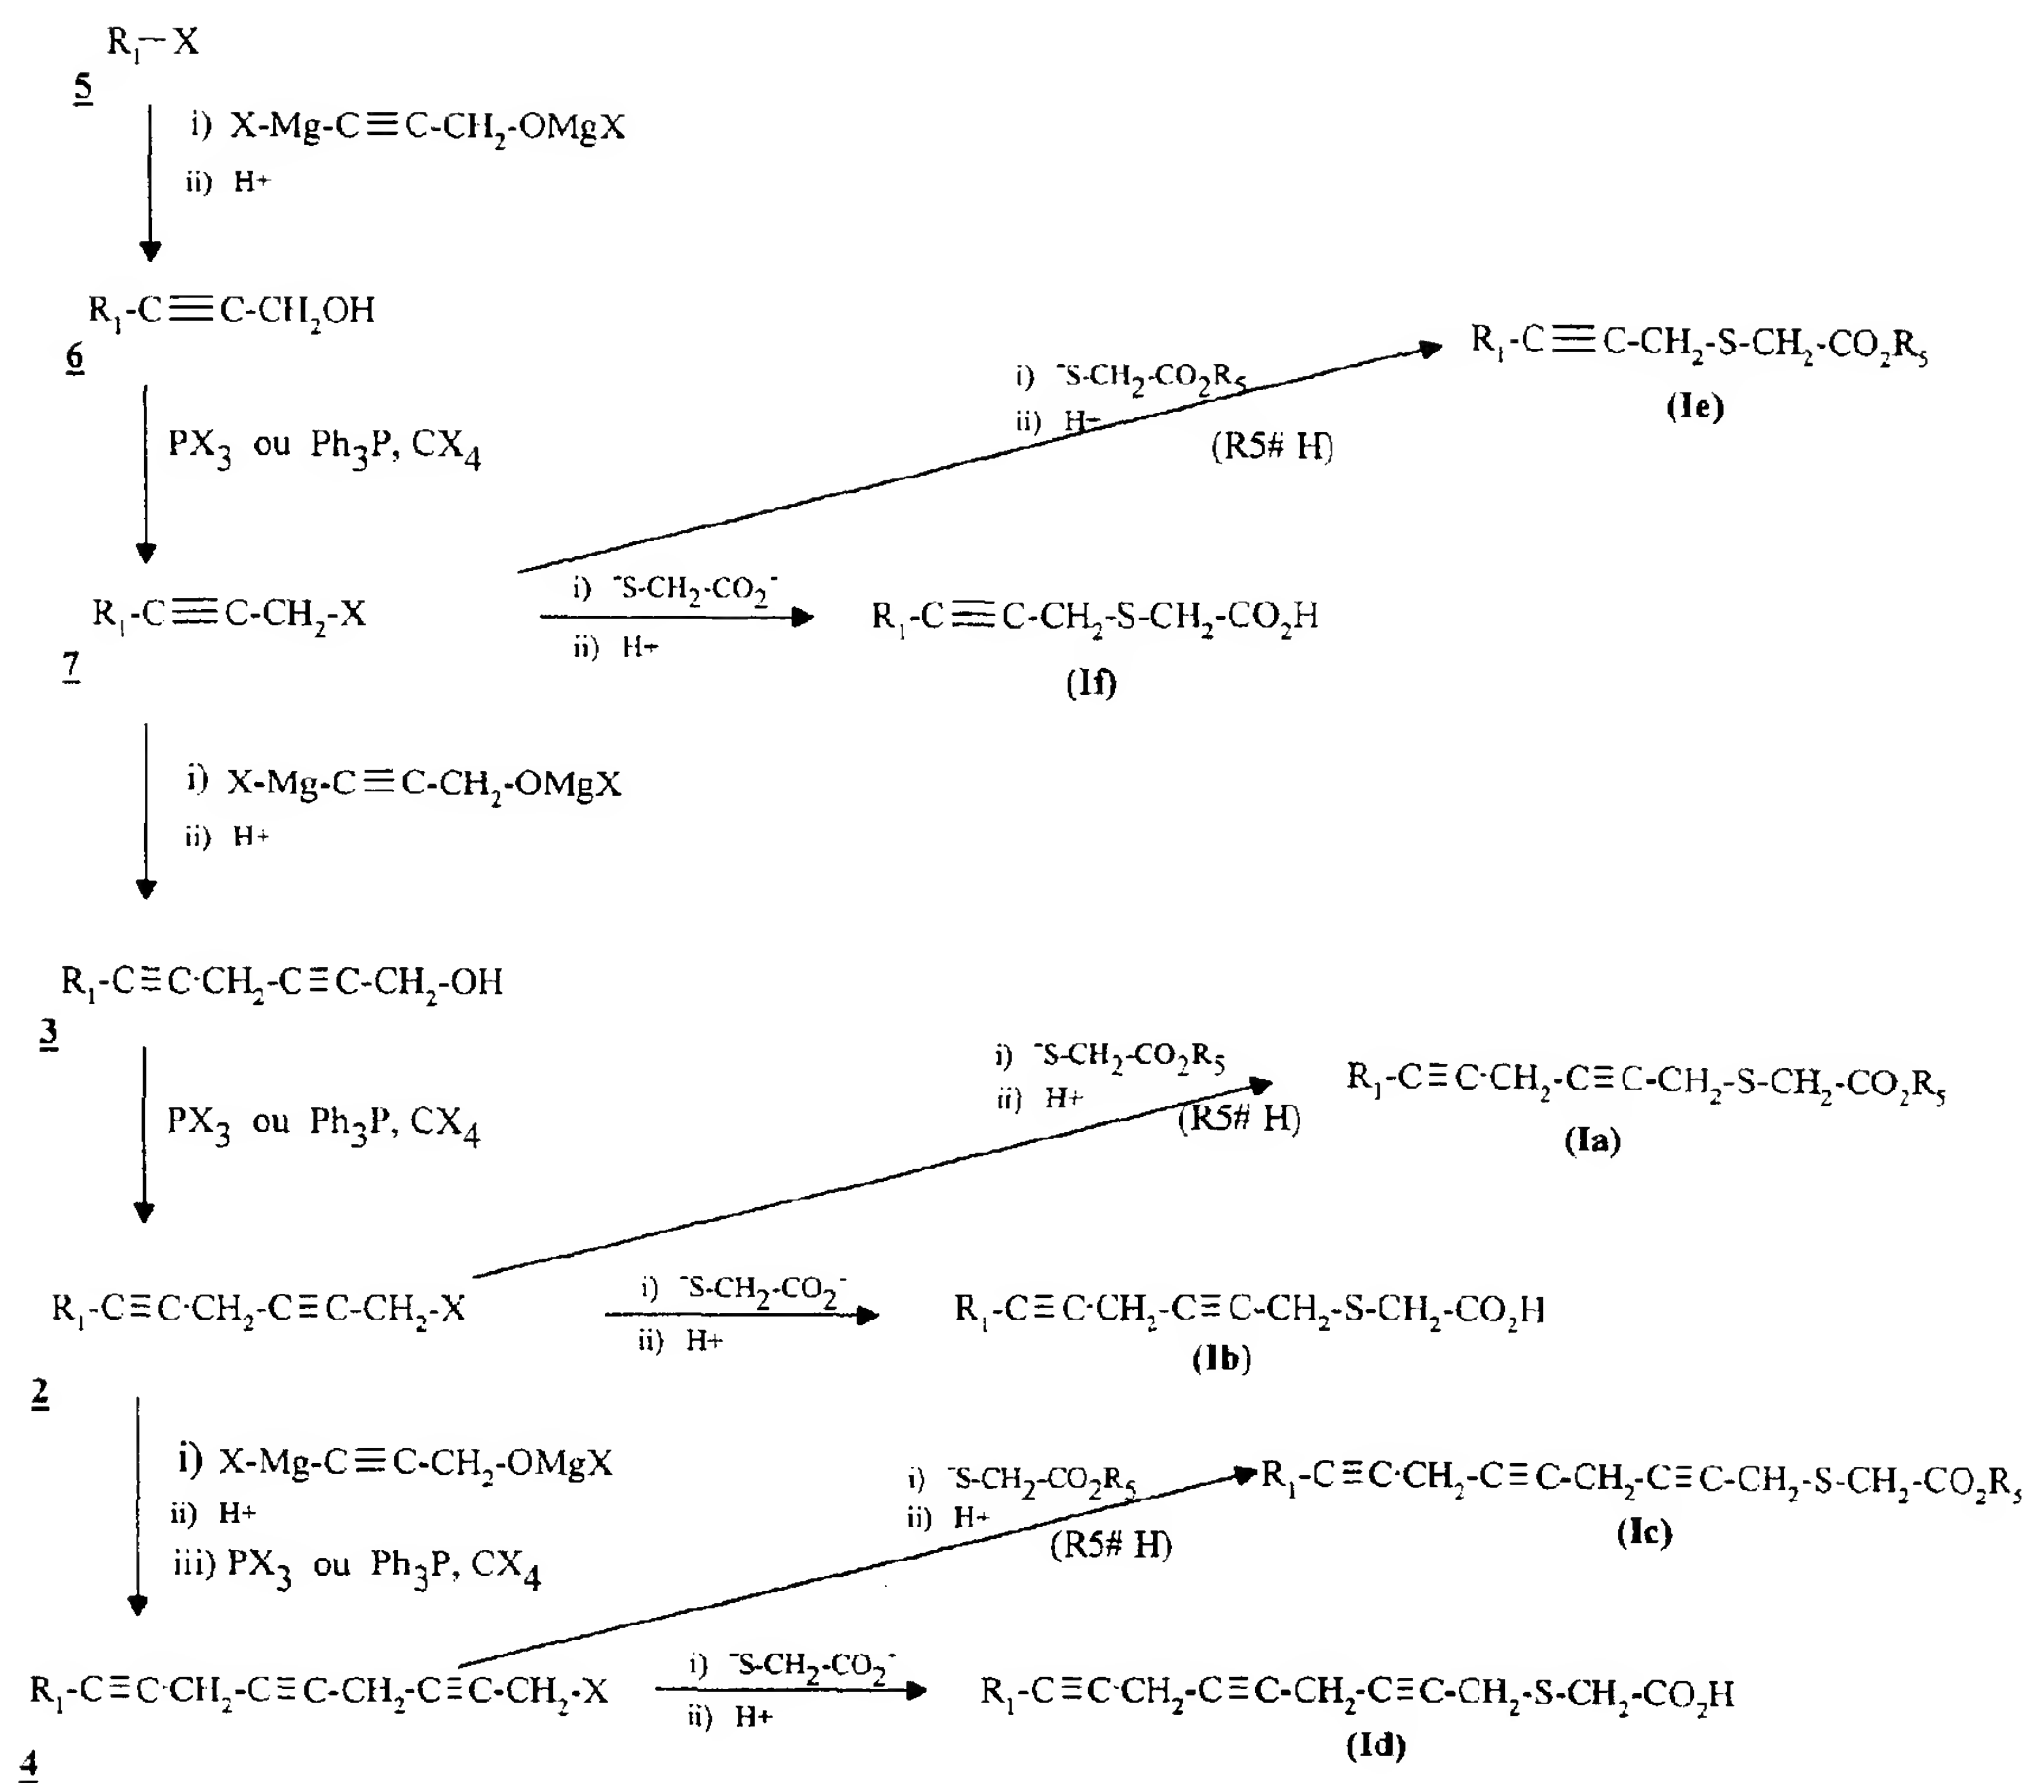 R₁—X
5
i) X-Mg-C≡C-CH₂-OMgX
ii) H+
R₁-C≡C-CH₂OH
6
PX₃ ou Ph₃P, CX₄
i) ⁻S-CH₂-CO₂R₅
ii) H+
(R5# H)
R₁-C≡C-CH₂-S-CH₂-CO₂R₅
(Ie)
R₁-C≡C-CH₂-X
7
i) ⁻S-CH₂-CO₂⁻
ii) H+
R₁-C≡C-CH₂-S-CH₂-CO₂H
(If)
i) X-Mg-C≡C-CH₂-OMgX
ii) H+
R₁-C≡C-CH₂-C≡C-CH₂-OH
3
PX₃ ou Ph₃P, CX₄
i) ⁻S-CH₂-CO₂R₅
ii) H+
(R5# H)
R₁-C≡C-CH₂-C≡C-CH₂-S-CH₂-CO₂R₅
(Ia)
R₁-C≡C-CH₂-C≡C-CH₂-X
2
i) ⁻S-CH₂-CO₂⁻
ii) H+
R₁-C≡C-CH₂-C≡C-CH₂-S-CH₂-CO₂H
(Ib)
i) X-Mg-C≡C-CH₂-OMgX
ii) H+
iii) PX₃ ou Ph₃P, CX₄
i) ⁻S-CH₂-CO₂R₅
ii) H+
(R5# H)
R₁-C≡C-CH₂-C≡C-CH₂-C≡C-CH₂-S-CH₂-CO₂R₅
(Ic)
R₁-C≡C-CH₂-C≡C-CH₂-C≡C-CH₂-X
4
i) ⁻S-CH₂-CO₂⁻
ii) H+
R₁-C≡C-CH₂-C≡C-CH₂-C≡C-CH₂-S-CH₂-CO₂H
(Id)